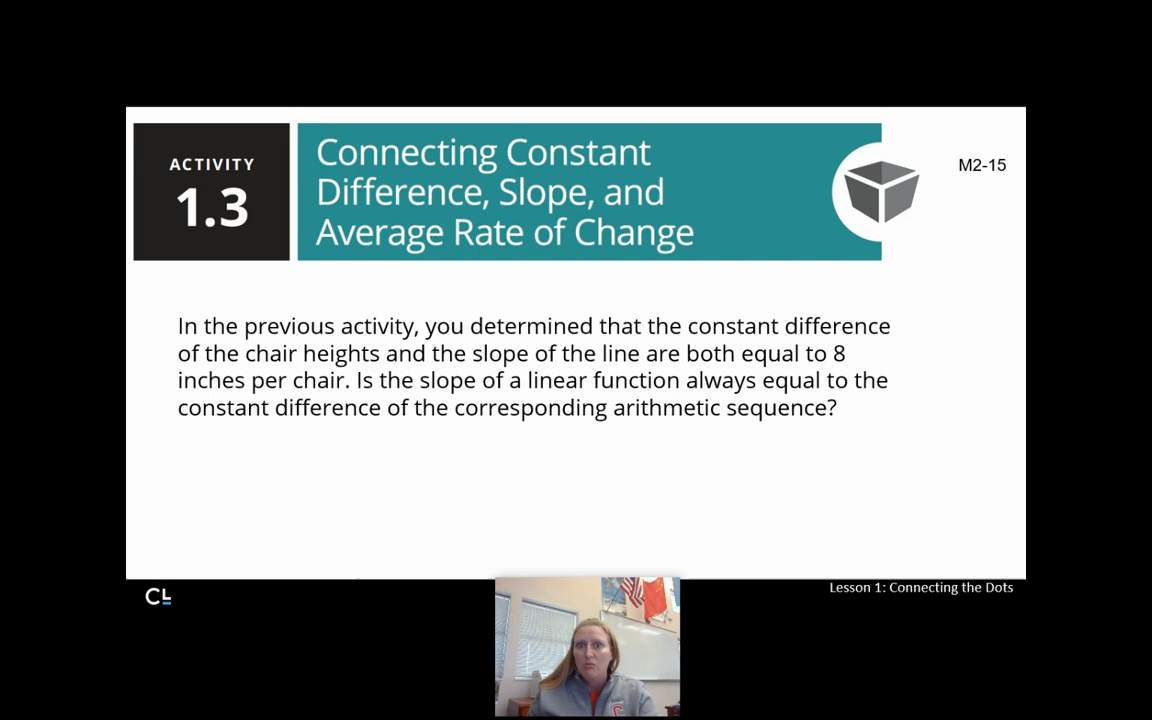 ACTIVITY
1.3
Connecting Constant
Difference, Slope, and
Average Rate of Change
M2-15
In the previous activity, you determined that the constant difference
of the chair heights and the slope of the line are both equal to 8
inches per chair. Is the slope of a linear function always equal to the
constant difference of the corresponding arithmetic sequence?
CL
Lesson 1: Connecting the Dots